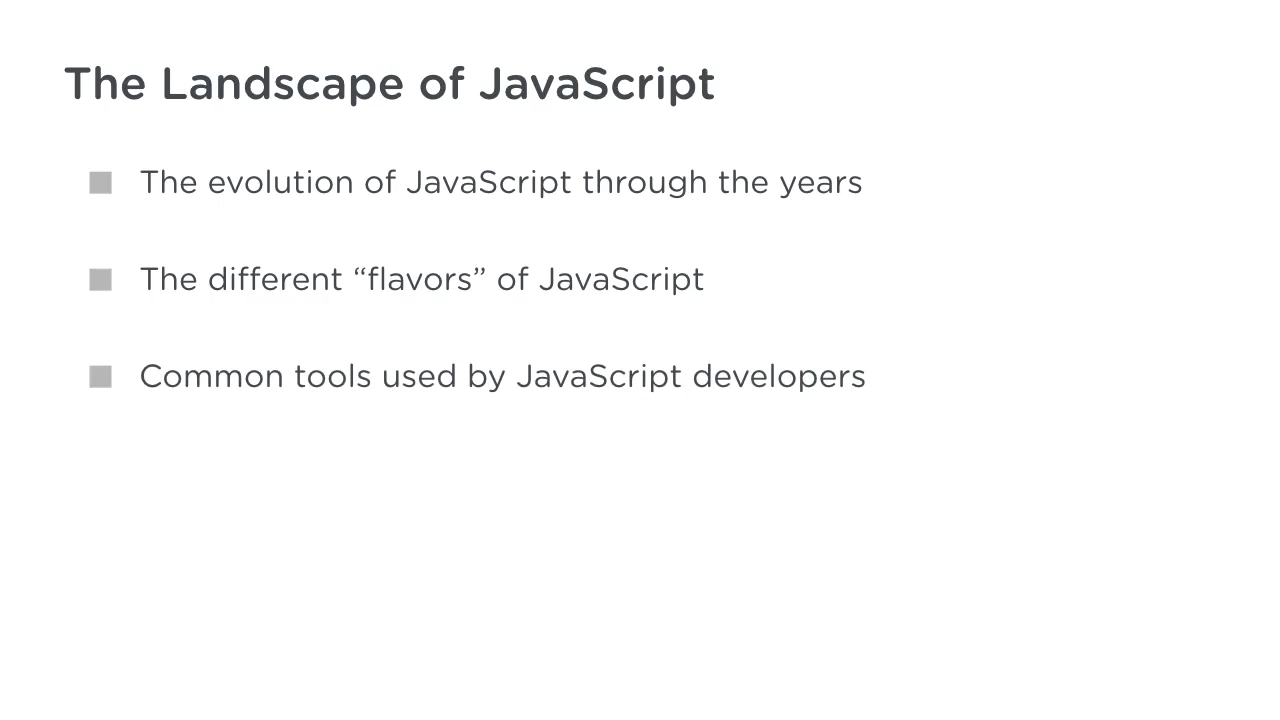 The Landscape of JavaScript
The evolution of JavaScript through the years
The different “flavors” of JavaScript
Common tools used by JavaScript developers